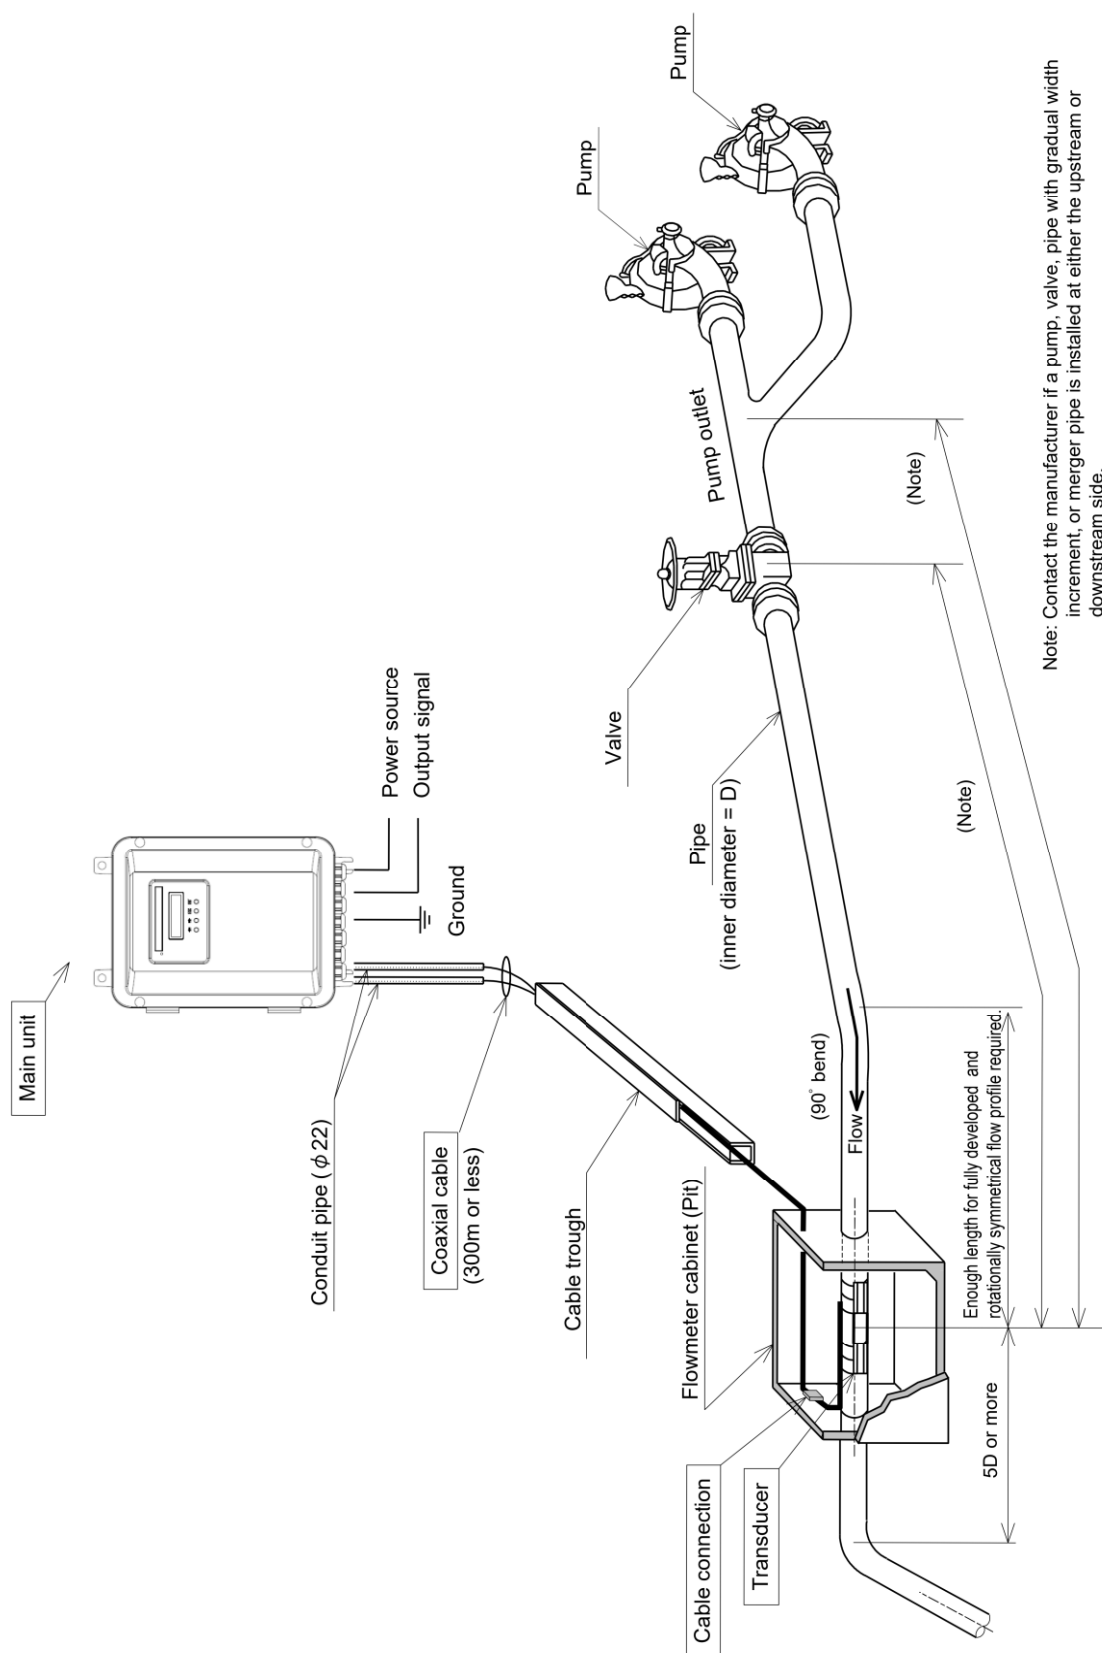 Main unit
Power source
Output signal
Ground
Conduit pipe (φ22)
Coaxial cable
(300m or less)
Cable trough
Flowmeter cabinet (Pit)
Cable connection
Transducer
Pump
Pump
Pump outlet
Valve
Pipe
(inner diameter = D)
(90° bend)
Flow
(Note)
(Note)
Enough length for fully developed and
rotationally symmetrical flow profile required.
5D or more
Note: Contact the manufacturer if a pump, valve, pipe with gradual width
increment, or merger pipe is installed at either the upstream or
downstream side.